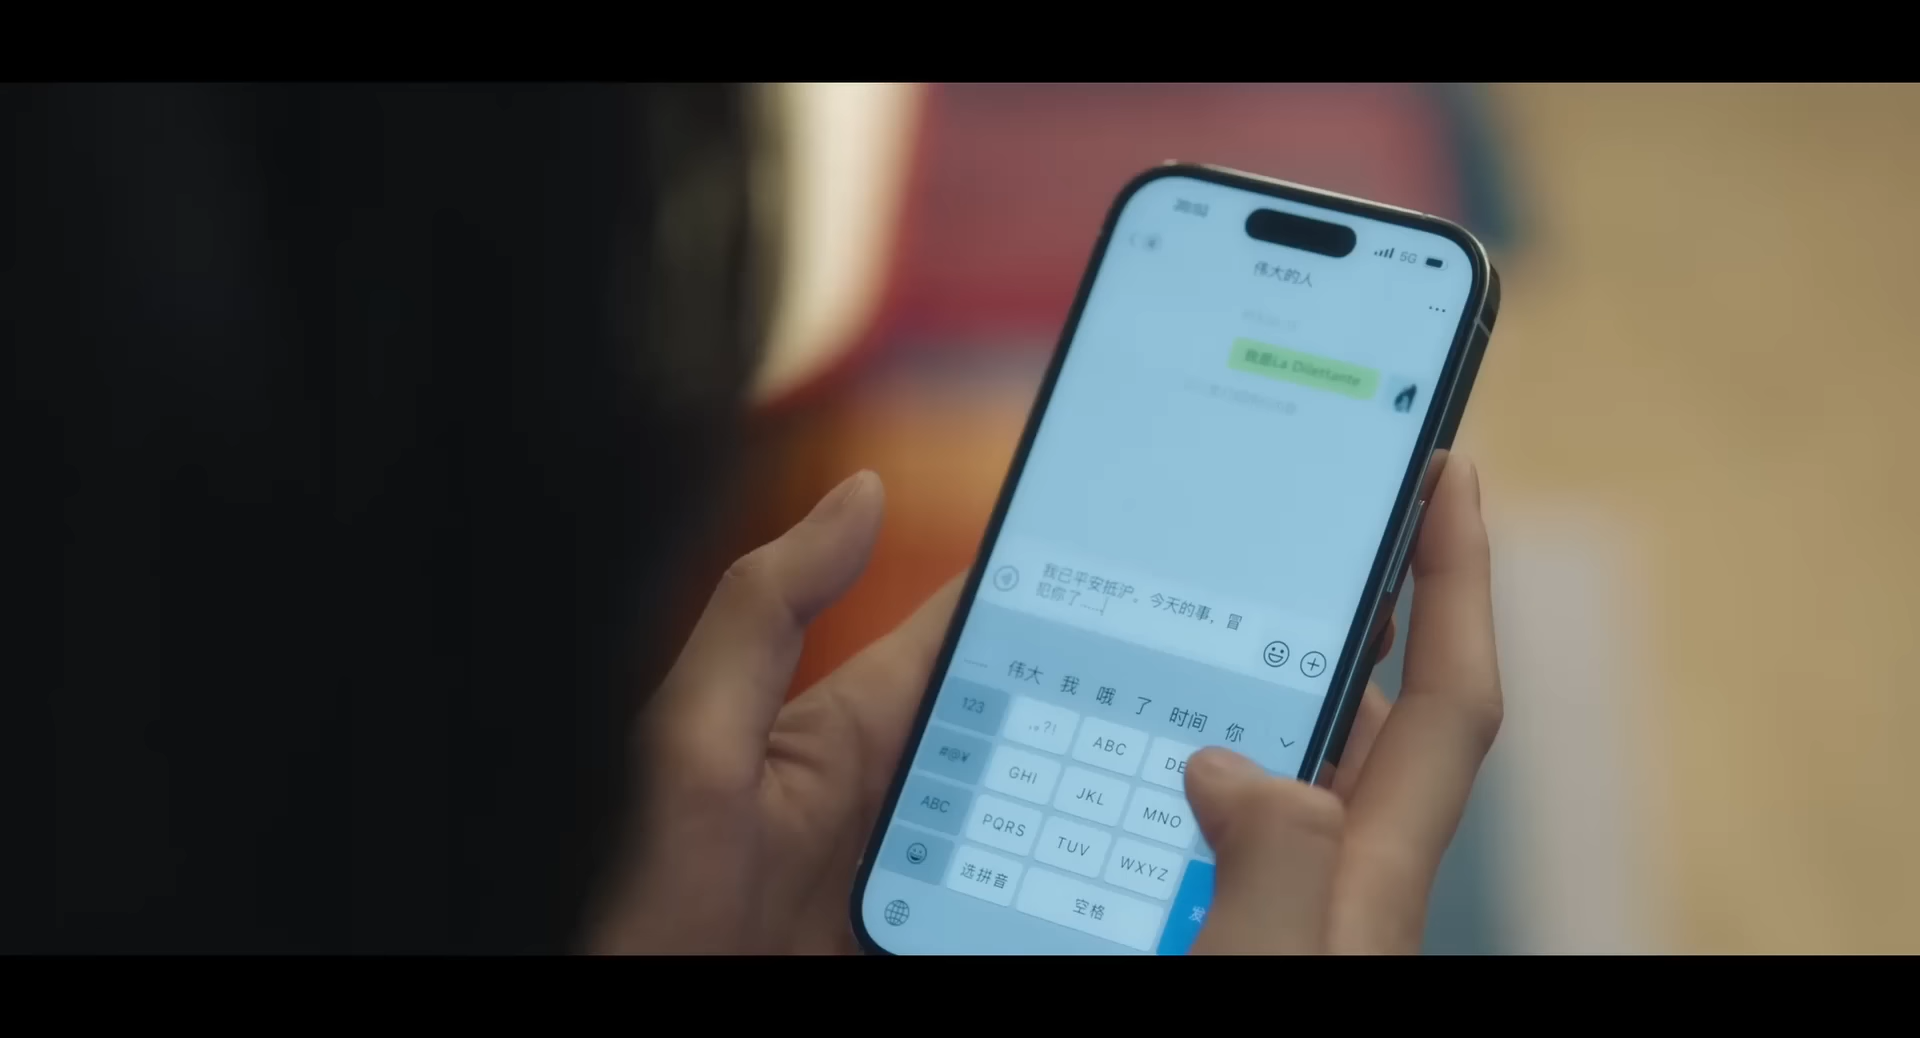 5G
伟大的人
我是La Dilettante
我已平安抵沪。今天的事，冒
犯你了……
伟大 我 哦 了 时间 你
123 .,?! ABC
#@¥ GHI JKL MNO
ABC PQRS TUV WXYZ
选拼音 空格